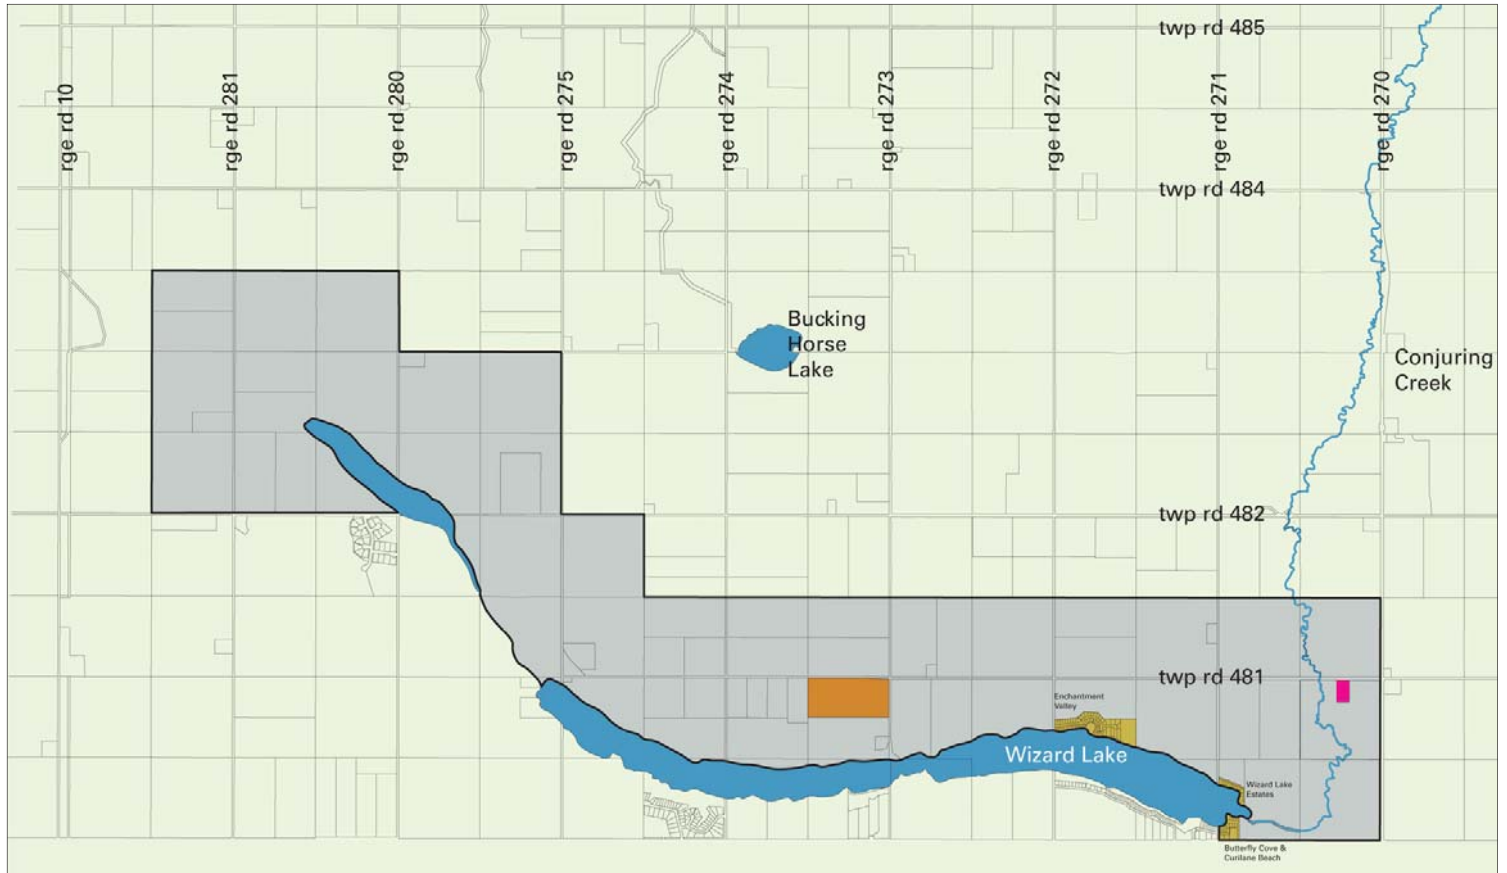 twp rd 485
rge rd 10
rge rd 281
rge rd 280
rge rd 275
rge rd 274
rge rd 273
rge rd 272
rge rd 271
rge rd 270
twp rd 484
Bucking
Horse
Lake
Conjuring
Creek
twp rd 482
twp rd 481
Enchantment
Valley
Wizard Lake
Wizard Lake
Estates
Butterfly Cove &
Curilane Beach